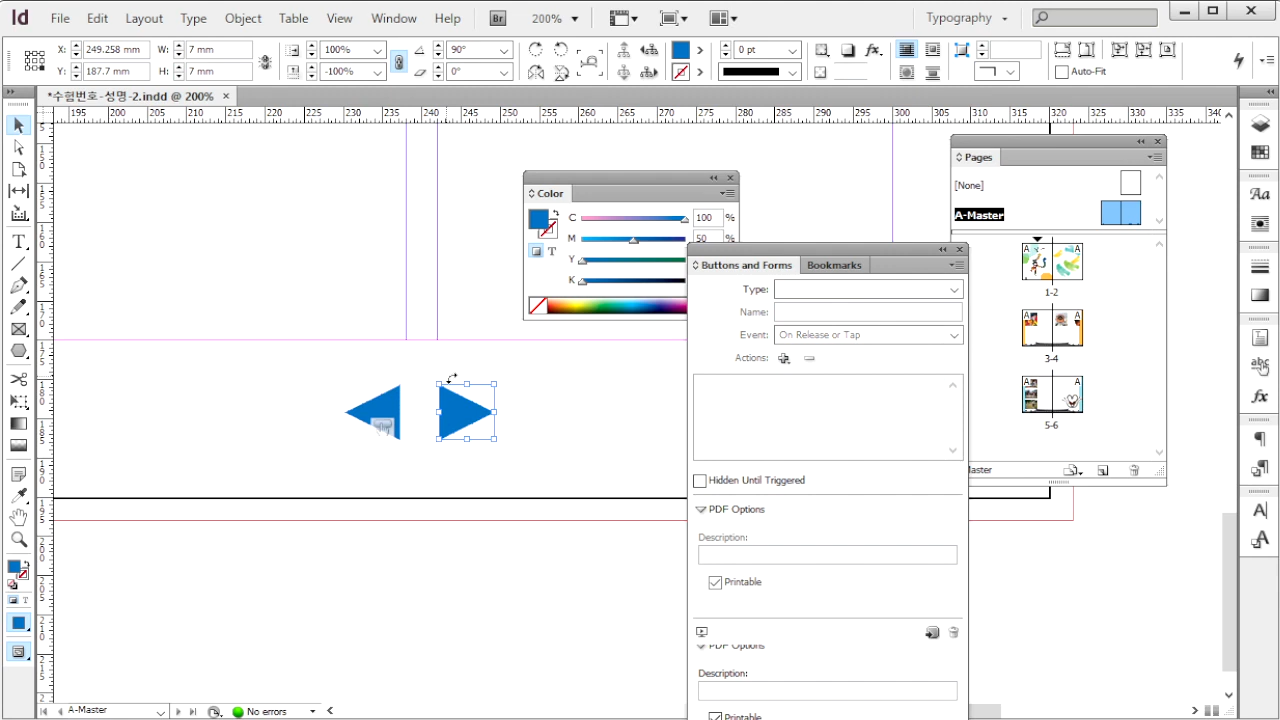 Id File Edit Layout Type Object Table View Window Help Br 200% Typography
X: 249.258 mm W: 7 mm 100% 90° 0 pt
Y: 187.7 mm H: 7 mm -100% 0° Auto-Fit
*수험번호-성명-2.indd @ 200% ×
195 200 205 210 215 220 225 230 235 240 245 250 255 260 265 270 275 280 285 290 295 300 305 310 315 320 325 330 335 340
Pages
[None]
A-Master
1-2
3-4
5-6
Master
Color
C 100 %
M 50 %
Y
K
Buttons and Forms Bookmarks
Type:
Name:
Event: On Release or Tap
Actions:
Hidden Until Triggered
PDF Options
Description:
Printable
PDF Options
Description:
Printable
A-Master No errors